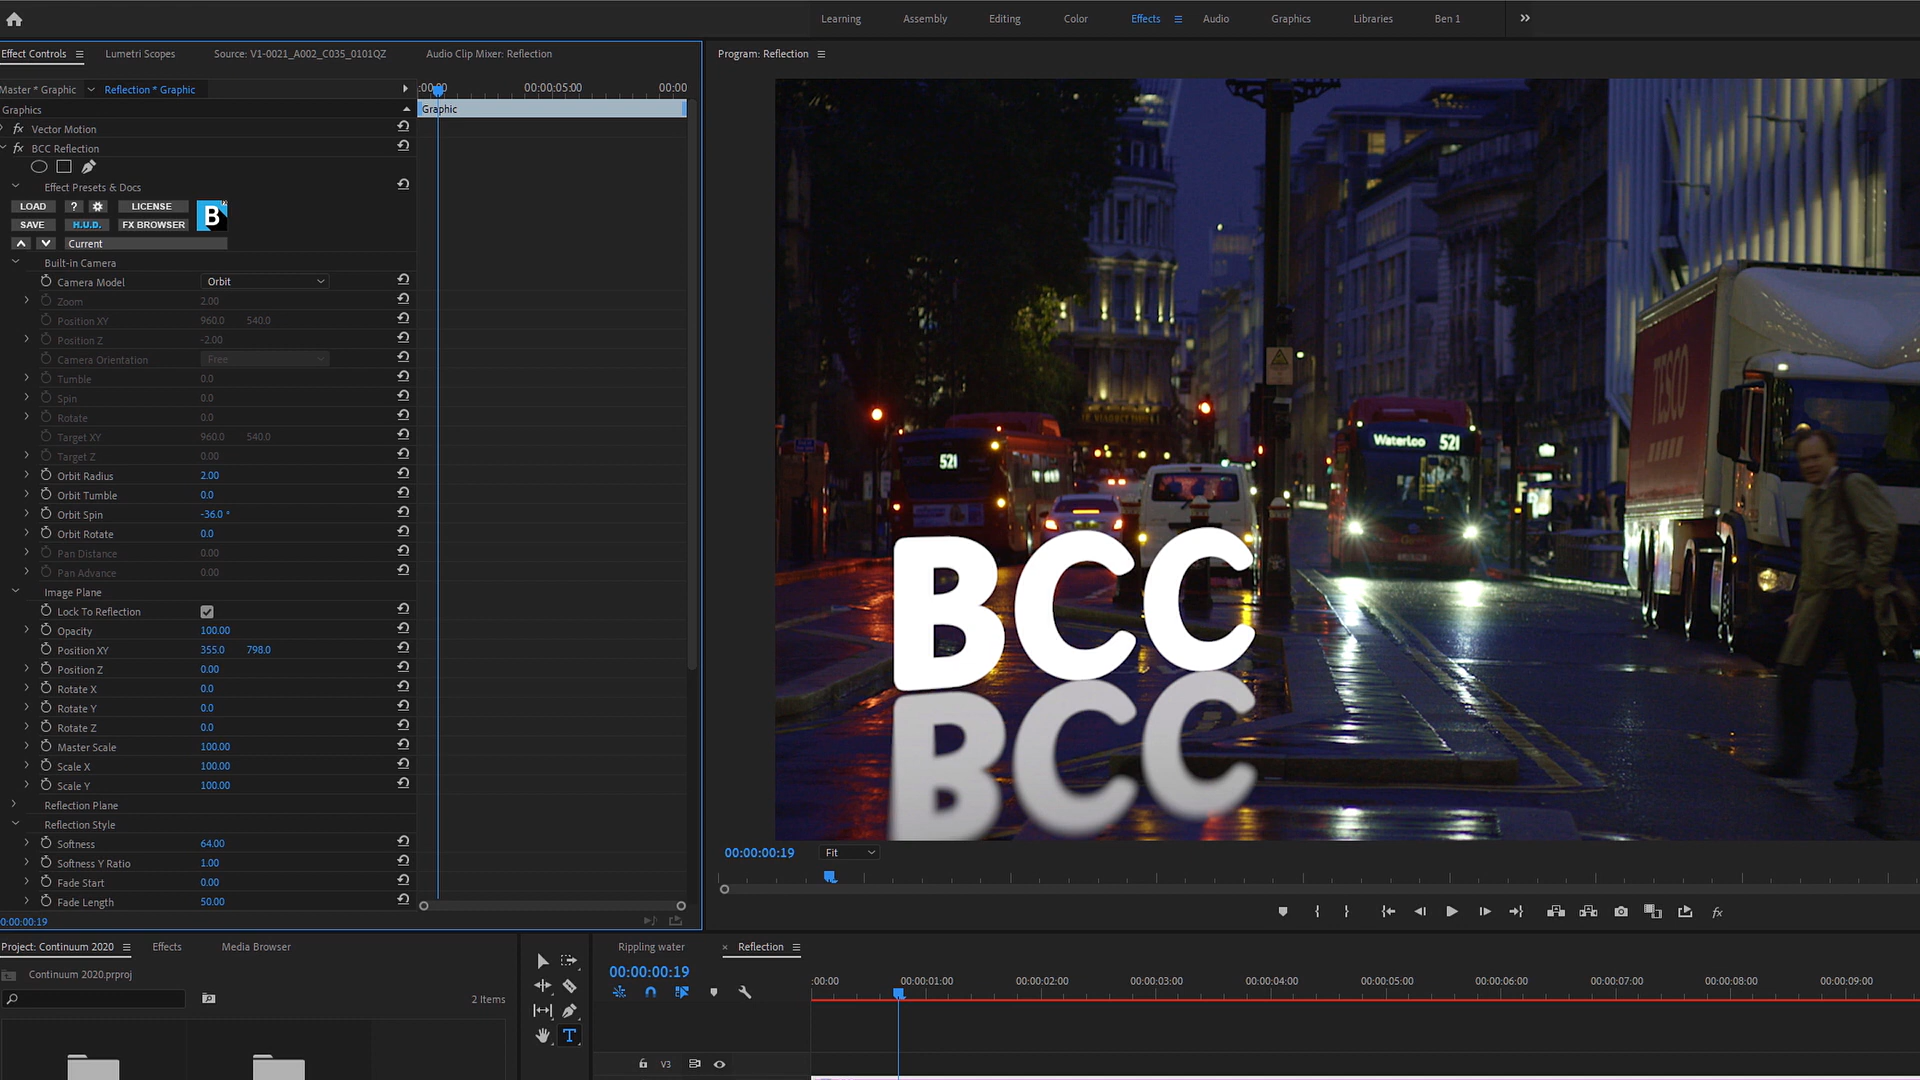 Learning Assembly Editing Color Effects Audio Graphics Libraries Ben 1
Effect Controls Lumetri Scopes Source: V1-0021_A002_C035_0101QZ Audio Clip Mixer: Reflection
Program: Reflection
Master * Graphic Reflection * Graphic
:00:00 00:00:05:00 00:00
Graphics
Graphic
fx Vector Motion
fx BCC Reflection
Effect Presets & Docs
LOAD ? LICENSE
B
SAVE H.U.D. FX BROWSER
Current
Built-in Camera
Camera Model Orbit
Zoom 2.00
Position XY 960.0 540.0
Position Z -2.00
Camera Orientation Free
Tumble 0.0
Spin 0.0
Rotate 0.0
Target XY 960.0 540.0
Target Z 0.00
Orbit Radius 2.00
Orbit Tumble 0.0
Orbit Spin -36.0 °
Orbit Rotate 0.0
Pan Distance 0.00
Pan Advance 0.00
Image Plane
Lock To Reflection
Opacity 100.00
Position XY 355.0 798.0
Position Z 0.00
Rotate X 0.0
Rotate Y 0.0
Rotate Z 0.0
Master Scale 100.00
Scale X 100.00
Scale Y 100.00
Reflection Plane
Reflection Style
Softness 64.00
Softness Y Ratio 1.00
Fade Start 0.00
Fade Length 50.00
0:00:00:19
TESCO
521
Waterloo 521
BCC
BCC
00:00:00:19 Fit
fx
Project: Continuum 2020 Effects Media Browser
Continuum 2020.prproj
2 Items
T
Rippling water × Reflection
00:00:00:19
:00:00 00:00:01:00 00:00:02:00 00:00:03:00 00:00:04:00 00:00:05:00 00:00:06:00 00:00:07:00 00:00:08:00 00:00:09:00
V3